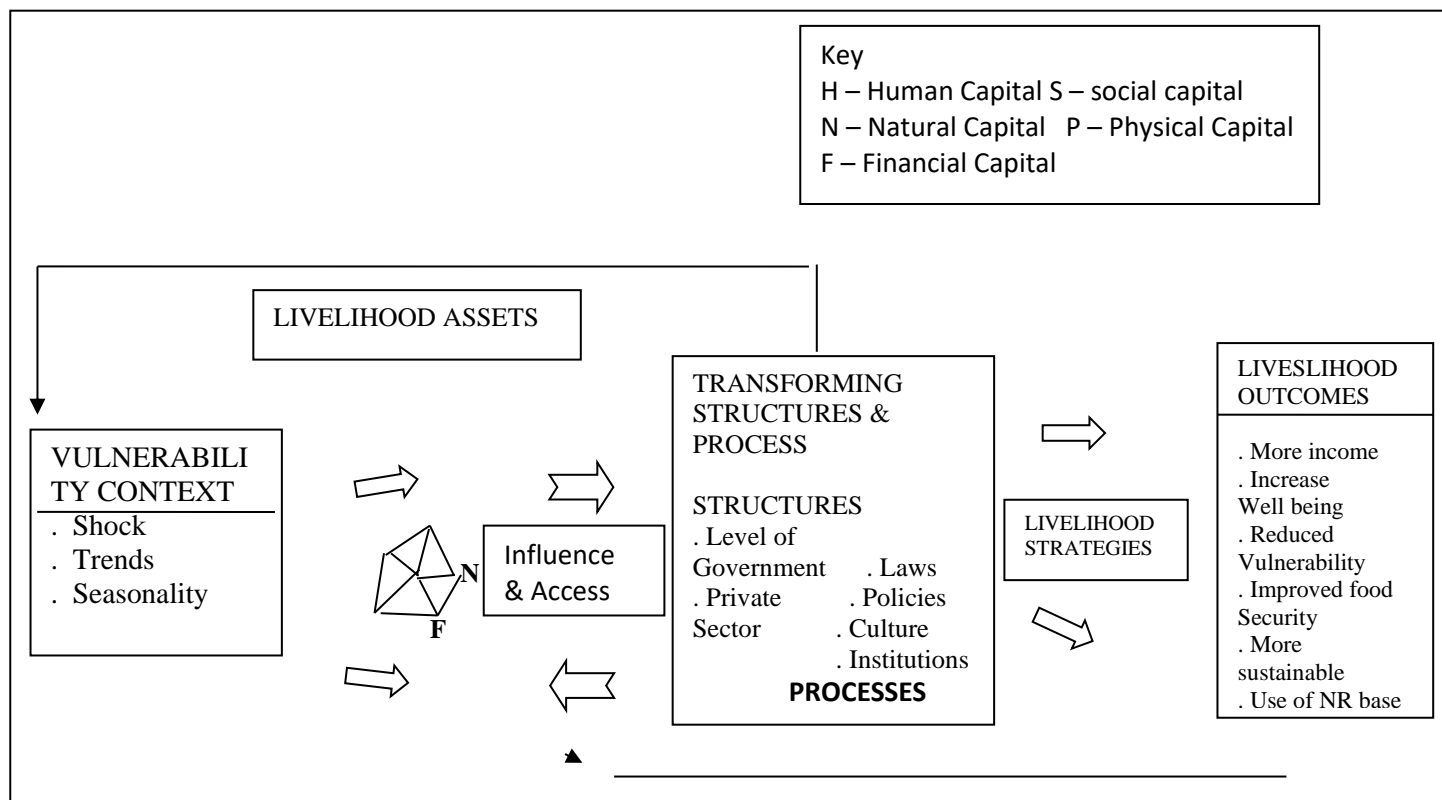 Key
H – Human Capital S – social capital
N – Natural Capital P – Physical Capital
F – Financial Capital
LIVELIHOOD ASSETS
VULNERABILI
TY CONTEXT
. Shock
. Trends
. Seasonality
N
F
Influence
& Access
TRANSFORMING
STRUCTURES &
PROCESS
STRUCTURES
. Level of
Government . Laws
. Private . Policies
Sector . Culture
. Institutions
PROCESSES
LIVELIHOOD
STRATEGIES
LIVESLIHOOD
OUTCOMES
. More income
. Increase
Well being
. Reduced
Vulnerability
. Improved food
Security
. More
sustainable
. Use of NR base